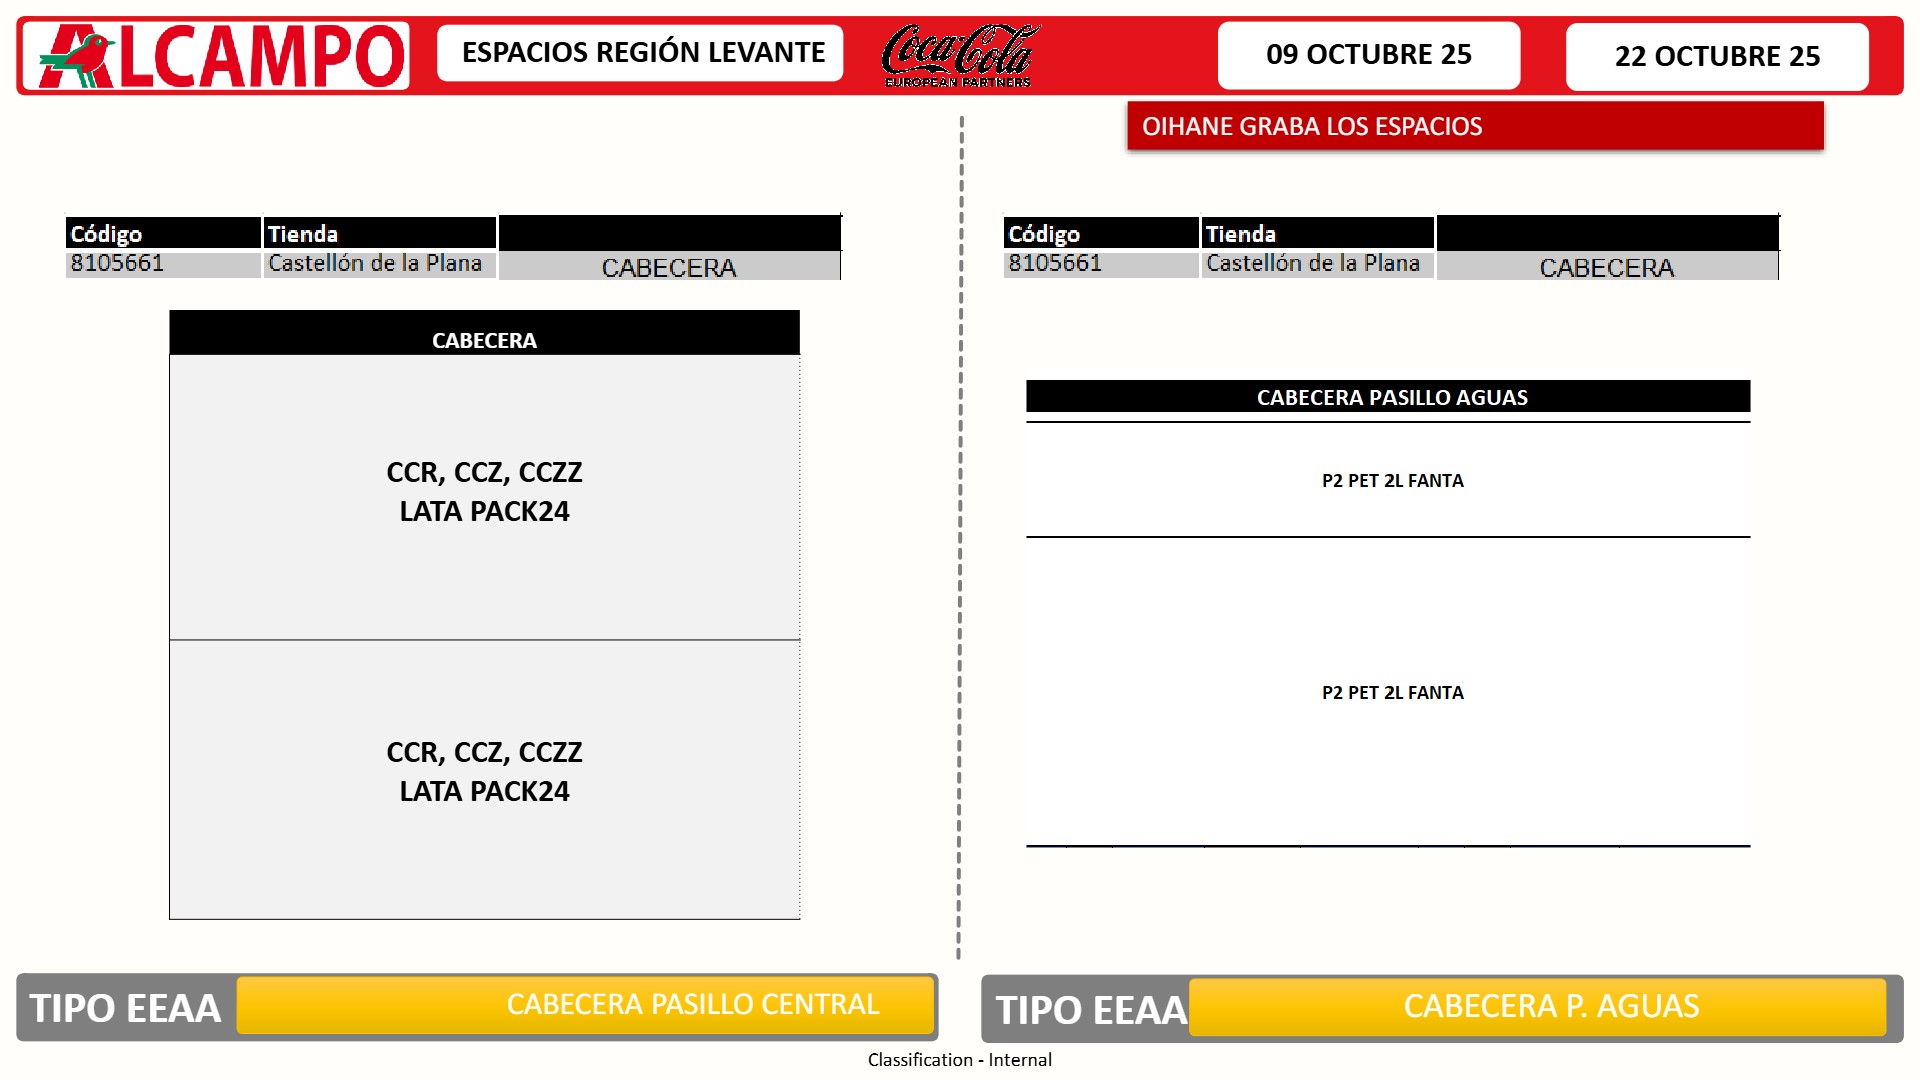 ALCAMPO
ESPACIOS REGIÓN LEVANTE
Coca-Cola
EUROPEAN PARTNERS
09 OCTUBRE 25
22 OCTUBRE 25
OIHANE GRABA LOS ESPACIOS
Código Tienda
8105661 Castellón de la Plana CABECERA
CABECERA
CCR, CCZ, CCZZ
LATA PACK24
CCR, CCZ, CCZZ
LATA PACK24
TIPO EEAA CABECERA PASILLO CENTRAL
Código Tienda
8105661 Castellón de la Plana CABECERA
CABECERA PASILLO AGUAS
P2 PET 2L FANTA
P2 PET 2L FANTA
TIPO EEAA CABECERA P. AGUAS
Classification - Internal